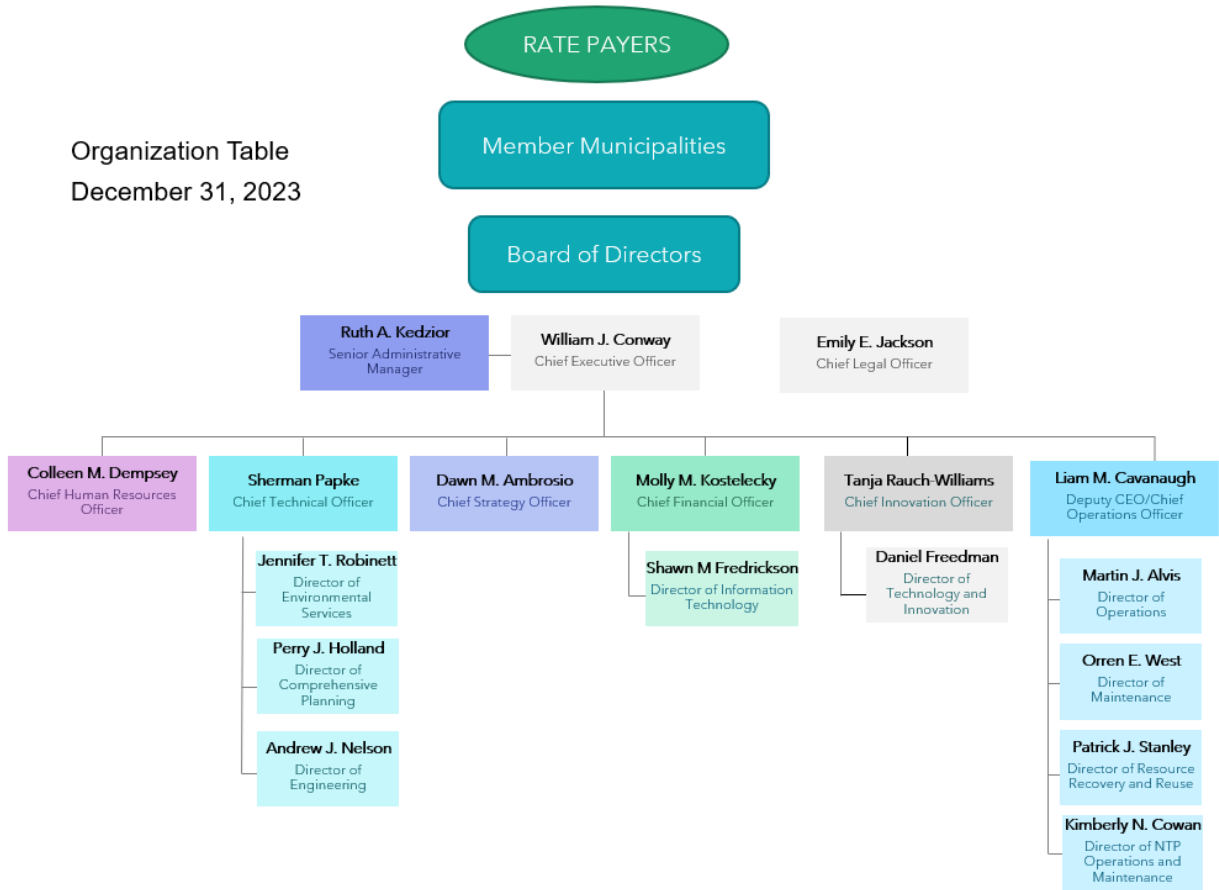 RATE PAYERS
Member Municipalities
Organization Table
December 31, 2023
Board of Directors
Ruth A. Kedzior
Senior Administrative
Manager
William J. Conway
Chief Executive Officer
Emily E. Jackson
Chief Legal Officer
Colleen M. Dempsey
Chief Human Resources
Officer
Sherman Papke
Chief Technical Officer
Dawn M. Ambrosio
Chief Strategy Officer
Molly M. Kostelecky
Chief Financial Officer
Tanja Rauch-Williams
Chief Innovation Officer
Liam M. Cavanaugh
Deputy CEO/Chief
Operations Officer
Jennifer T. Robinett
Director of
Environmental
Services
Perry J. Holland
Director of
Comprehensive
Planning
Andrew J. Nelson
Director of
Engineering
Shawn M Fredrickson
Director of Information
Technology
Daniel Freedman
Director of
Technology and
Innovation
Martin J. Alvis
Director of
Operations
Orren E. West
Director of
Maintenance
Patrick J. Stanley
Director of Resource
Recovery and Reuse
Kimberly N. Cowan
Director of NTP
Operations and
Maintenance